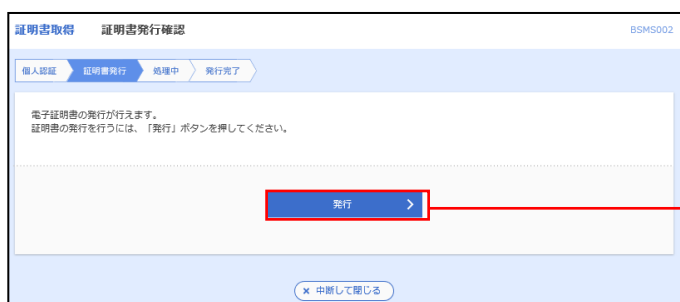 証明書取得 証明書発行確認 BSMS002
個人認証 証明書発行 処理中 発行完了
電子証明書の発行が行えます。
証明書の発行を行うには、「発行」ボタンを押してください。
発行
× 中断して閉じる